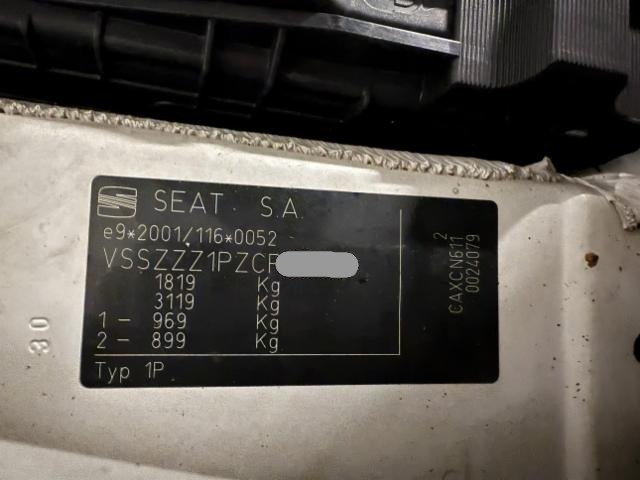 SEAT S.A.
e9*2001/116*0052
VSSZZZ1PZCR
1819 Kg
3119 Kg
1 - 969 Kg
2 - 899 Kg
Typ 1P
2
CAXCN611
0024079
30